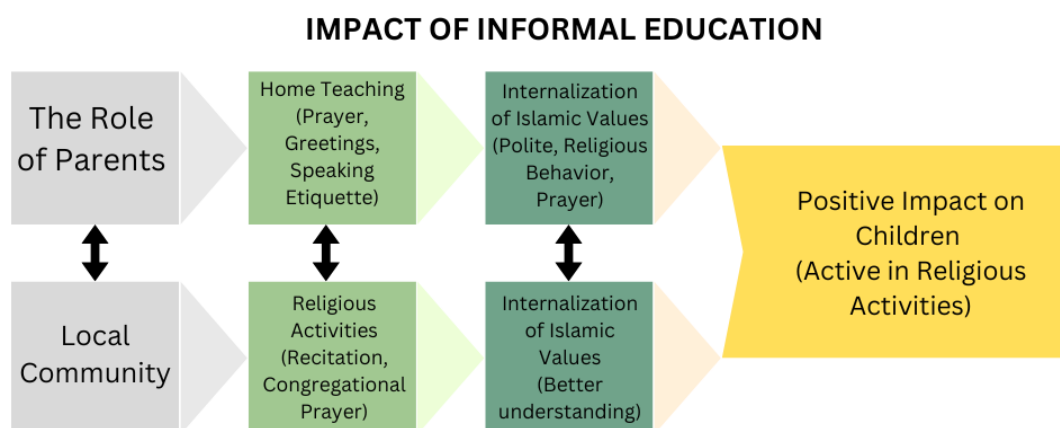 IMPACT OF INFORMAL EDUCATION
The Role
of Parents
Home Teaching
(Prayer,
Greetings,
Speaking
Etiquette)
Internalization
of Islamic Values
(Polite, Religious
Behavior,
Prayer)
Local
Community
Religious
Activities
(Recitation,
Congregational
Prayer)
Internalization
of Islamic
Values
(Better
understanding)
Positive Impact on
Children
(Active in Religious
Activities)